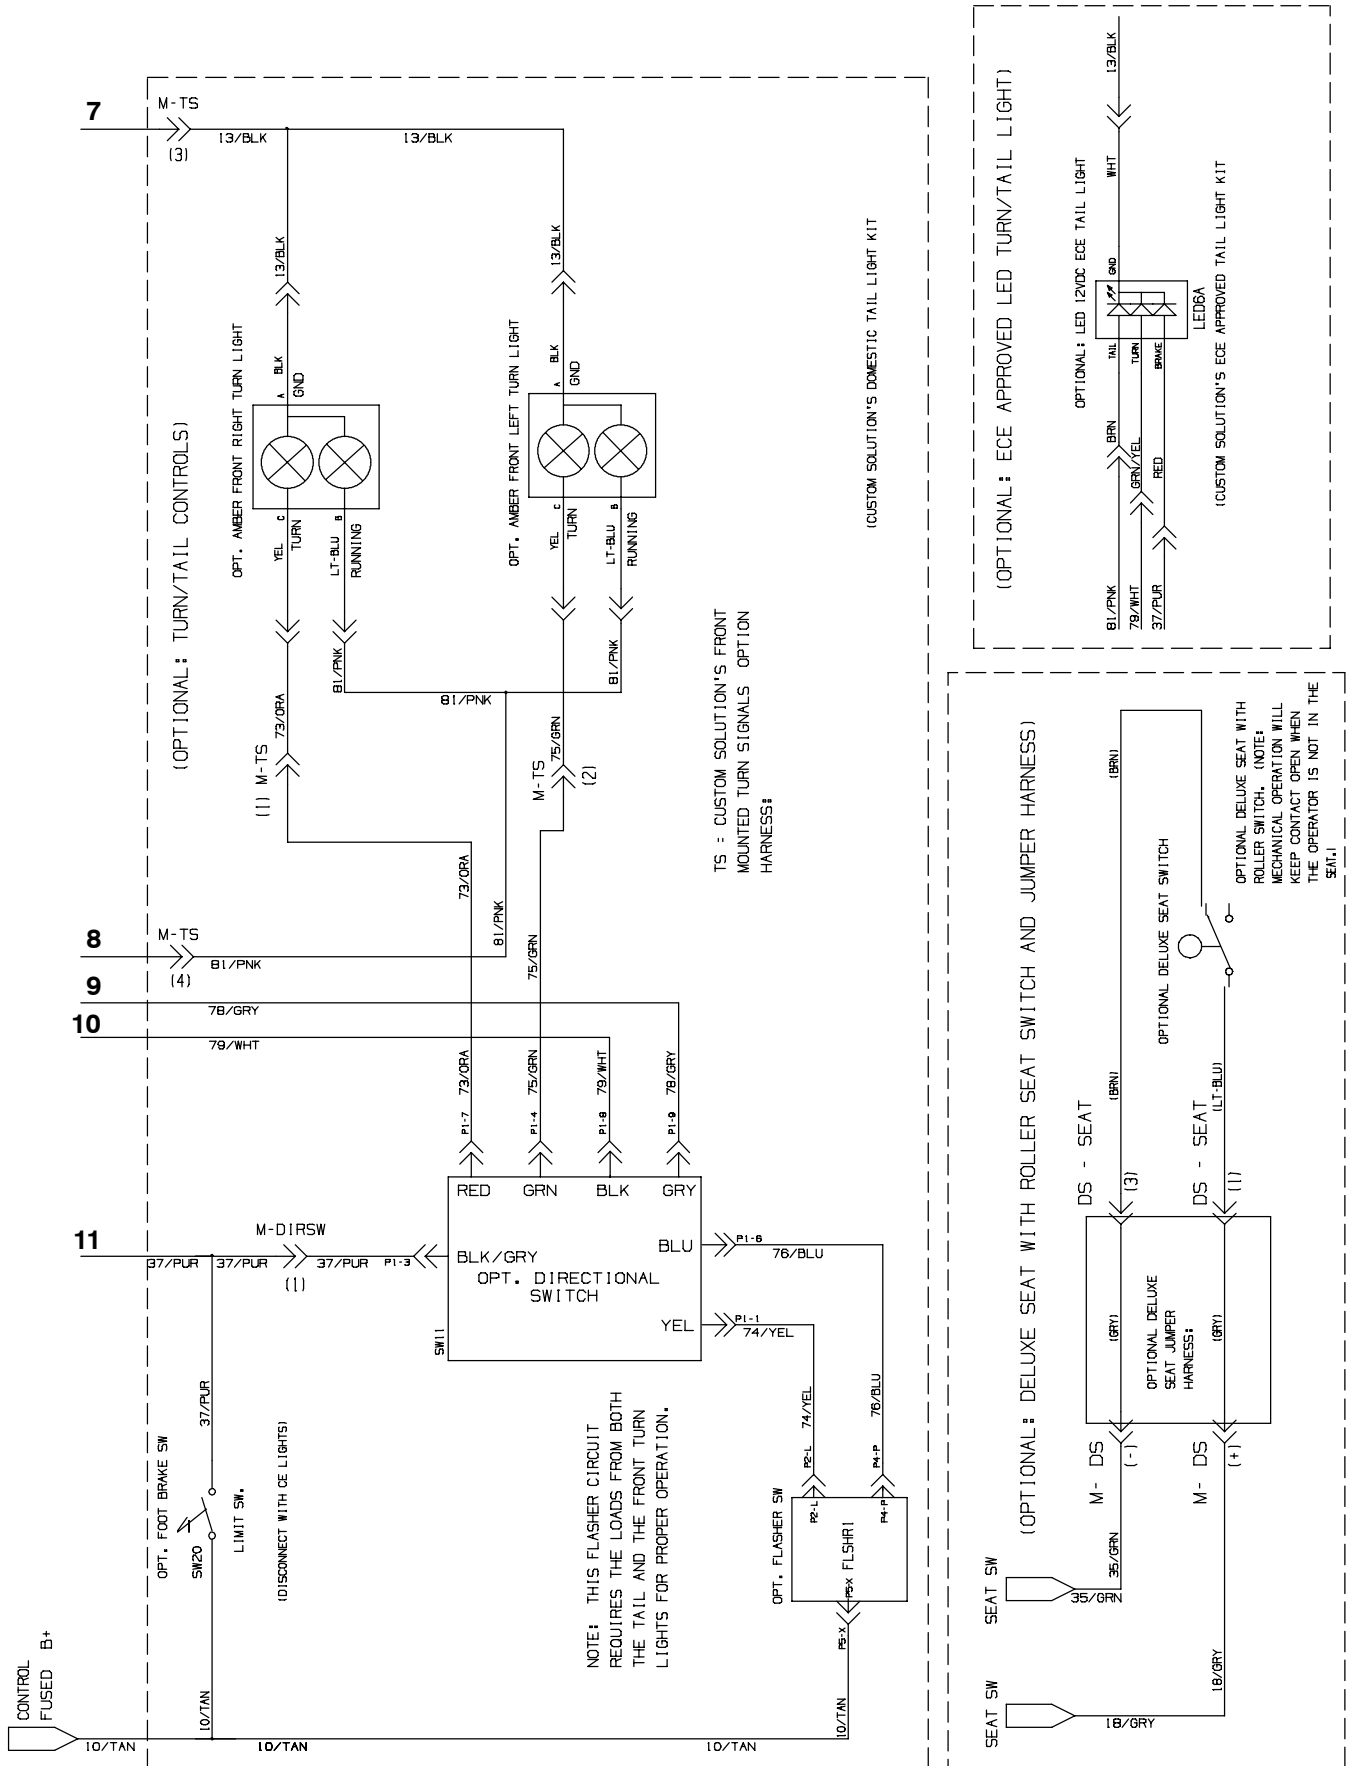 7
M-TS
(3)
13/BLK
13/BLK
13/BLK
13/BLK
OPT. AMBER FRONT RIGHT TURN LIGHT
A
BLK
GND
YEL
C
TURN
LT-BLU
B
RUNNING
OPT. AMBER FRONT LEFT TURN LIGHT
A
BLK
GND
YEL
C
TURN
LT-BLU
B
RUNNING
(OPTIONAL: TURN/TAIL CONTROLS)
(CUSTOM SOLUTION'S DOMESTIC TAIL LIGHT KIT
81/PNK
81/PNK
81/PNK
73/ORA
(1) M-TS
75/GRN
M-TS
(2)
TS = CUSTOM SOLUTION'S FRONT
MOUNTED TURN SIGNALS OPTION
HARNESS:
73/ORA
81/PNK
75/GRN
8
M-TS
(4)
81/PNK
9
78/GRY
10
79/WHT
P1-7
73/ORA
P1-4
75/GRN
P1-8
79/WHT
P1-9
78/GRY
RED
GRN
BLK
GRY
11
37/PUR
37/PUR
M-DIRSW
(1)
37/PUR
P1-3
BLK/GRY
OPT. DIRECTIONAL
SWITCH
SW11
BLU
P1-6
76/BLU
YEL
P1-1
74/YEL
37/PUR
OPT. FOOT BRAKE SW
SW20
LIMIT SW.
(DISCONNECT WITH CE LIGHTS)
NOTE: THIS FLASHER CIRCUIT
REQUIRES THE LOADS FROM BOTH
THE TAIL AND THE FRONT TURN
LIGHTS FOR PROPER OPERATION.
74/YEL
P2-L
76/BLU
P4-P
OPT. FLASHER SW
P2-L
P4-P
FLSHR1
P5-X
P5-X
10/TAN
CONTROL
FUSED B+
10/TAN
10/TAN
10/TAN
10/TAN
(OPTIONAL: ECE APPROVED LED TURN/TAIL LIGHT)
13/BLK
WHT
GND
OPTIONAL: LED 12VDC ECE TAIL LIGHT
LED6A
TAIL
TURN
BRAKE
BRN
GRN/YEL
RED
81/PNK
79/WHT
37/PUR
(CUSTOM SOLUTION'S ECE APPROVED TAIL LIGHT KIT
(OPTIONAL: DELUXE SEAT WITH ROLLER SEAT SWITCH AND JUMPER HARNESS)
(BRN)
OPTIONAL DELUXE SEAT WITH
ROLLER SWITCH. (NOTE:
MECHANICAL OPERATION WILL
KEEP CONTACT OPEN WHEN
THE OPERATOR IS NOT IN THE
SEAT.)
OPTIONAL DELUXE SEAT SWITCH
(BRN)
(LT-BLU)
DS - SEAT
(3)
DS - SEAT
(1)
(GRY)
OPTIONAL DELUXE
SEAT JUMPER
HARNESS:
(GRY)
M- DS
(-)
M- DS
(+)
SEAT SW
35/GRN
35/GRN
SEAT SW
18/GRY
18/GRY